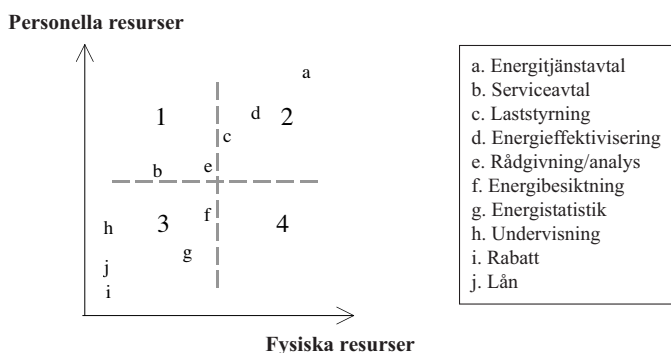 Personella resurser
a
1
d
2
c
b
e
h
3
f
4
g
j
i
Fysiska resurser
a. Energitjänstavtal
b. Serviceavtal
c. Laststyrning
d. Energieffektivisering
e. Rådgivning/analys
f. Energibesiktning
g. Energistatistik
h. Undervisning
i. Rabatt
j. Lån